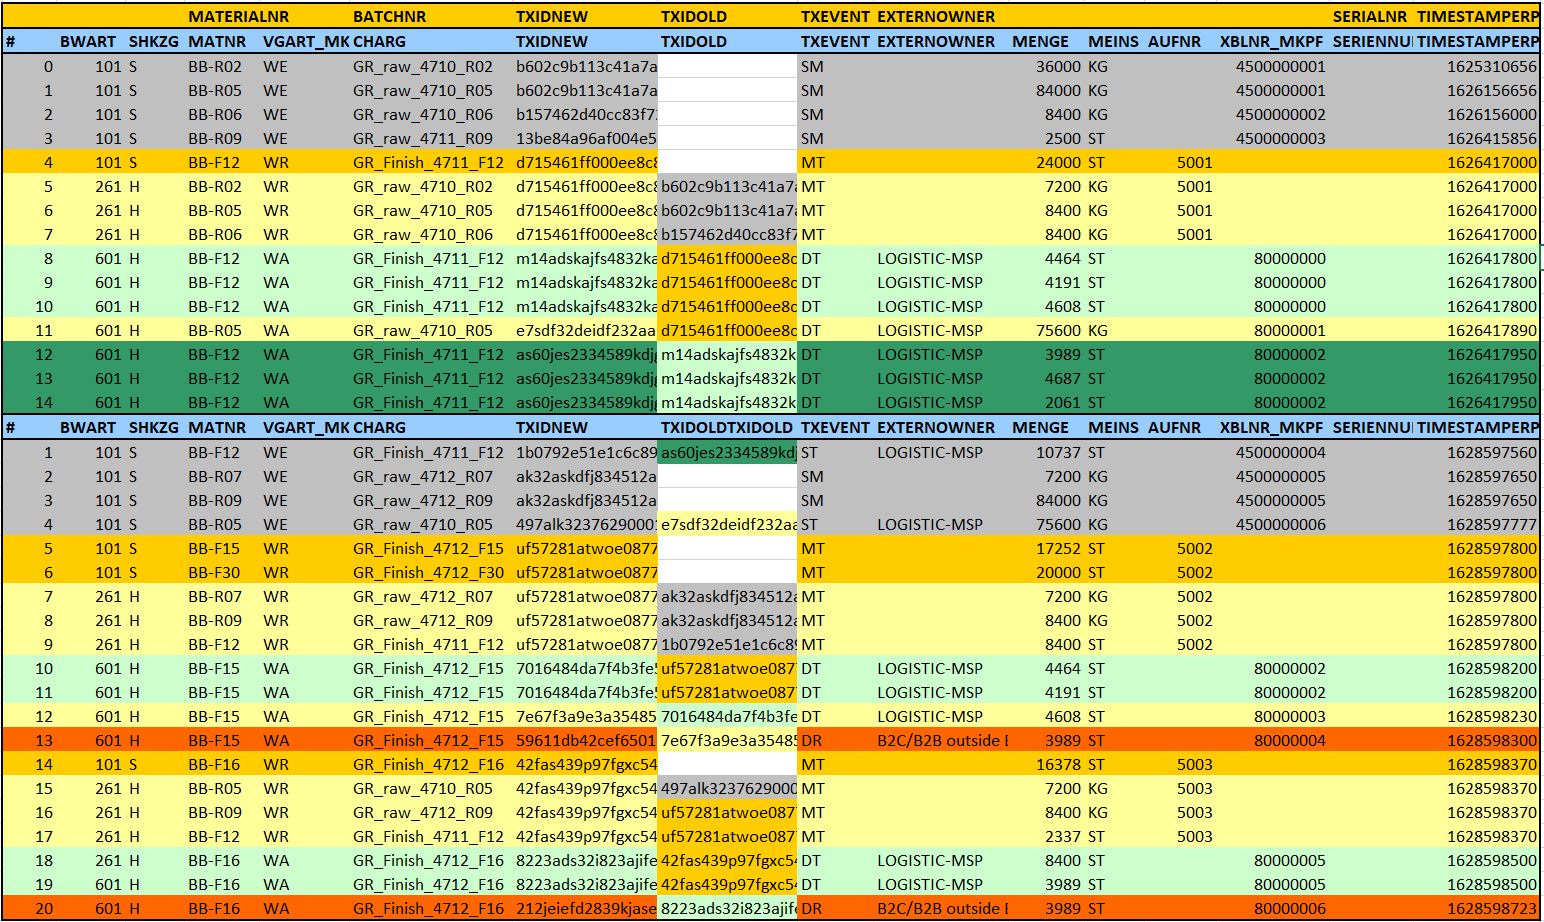 MATERIALNR BATCHNR TXIDNEW TXIDOLD TXEVENT EXTERNOWNER SERIALNR TIMESTAMPERP
# BWART SHKZG MATNR VGART_MK CHARG TXIDNEW TXIDOLD TXEVENT EXTERNOWNER MENGE MEINS AUFNR XBLNR_MKPF SERIENNU TIMESTAMPERP
0 101 S BB-R02 WE GR_raw_4710_R02 b602c9b113c41a7a SM 36000 KG 4500000001 1625310656
1 101 S BB-R05 WE GR_raw_4710_R05 b602c9b113c41a7a SM 84000 KG 4500000001 1626156656
2 101 S BB-R06 WE GR_raw_4710_R06 b157462d40cc83f7 SM 8400 KG 4500000002 1626156000
3 101 S BB-R09 WE GR_raw_4711_R09 13be84a96af004e5 SM 2500 ST 4500000003 1626415856
4 101 S BB-F12 WR GR_Finish_4711_F12 d715461ff000ee8c8 MT 24000 ST 5001 1626417000
5 261 H BB-R02 WR GR_raw_4710_R02 d715461ff000ee8c8 b602c9b113c41a7a MT 7200 KG 5001 1626417000
6 261 H BB-R05 WR GR_raw_4710_R05 d715461ff000ee8c8 b602c9b113c41a7a MT 8400 KG 5001 1626417000
7 261 H BB-R06 WR GR_raw_4710_R06 d715461ff000ee8c8 b157462d40cc83f7 MT 8400 KG 5001 1626417000
8 601 H BB-F12 WA GR_Finish_4711_F12 m14adskajfs4832ka d715461ff000ee8c DT LOGISTIC-MSP 4464 ST 80000000 1626417800
9 601 H BB-F12 WA GR_Finish_4711_F12 m14adskajfs4832ka d715461ff000ee8c DT LOGISTIC-MSP 4191 ST 80000000 1626417800
10 601 H BB-F12 WA GR_Finish_4711_F12 m14adskajfs4832ka d715461ff000ee8c DT LOGISTIC-MSP 4608 ST 80000000 1626417800
11 601 H BB-R05 WA GR_raw_4710_R05 e7sdf32deidf232aa d715461ff000ee8c DT LOGISTIC-MSP 75600 KG 80000001 1626417890
12 601 H BB-F12 WA GR_Finish_4711_F12 as60jes2334589kdj m14adskajfs4832k DT LOGISTIC-MSP 3989 ST 80000002 1626417950
13 601 H BB-F12 WA GR_Finish_4711_F12 as60jes2334589kdj m14adskajfs4832k DT LOGISTIC-MSP 4687 ST 80000002 1626417950
14 601 H BB-F12 WA GR_Finish_4711_F12 as60jes2334589kdj m14adskajfs4832k DT LOGISTIC-MSP 2061 ST 80000002 1626417950
# BWART SHKZG MATNR VGART_MK CHARG TXIDNEW TXIDOLDTXIDOLD TXEVENT EXTERNOWNER MENGE MEINS AUFNR XBLNR_MKPF SERIENNU TIMESTAMPERP
1 101 S BB-F12 WE GR_Finish_4711_F12 1b0792e51e1c6c89 as60jes2334589kdj ST LOGISTIC-MSP 10737 ST 4500000004 1628597560
2 101 S BB-R07 WE GR_raw_4712_R07 ak32askdfj834512a SM 7200 KG 4500000005 1628597650
3 101 S BB-R09 WE GR_raw_4712_R09 ak32askdfj834512a SM 84000 KG 4500000005 1628597650
4 101 S BB-R05 WE GR_raw_4710_R05 497alk3237629000 e7sdf32deidf232aa ST LOGISTIC-MSP 75600 KG 4500000006 1628597777
5 101 S BB-F15 WR GR_Finish_4712_F15 uf57281atwoe0877 MT 17252 ST 5002 1628597800
6 101 S BB-F30 WR GR_Finish_4712_F30 uf57281atwoe0877 MT 20000 ST 5002 1628597800
7 261 H BB-R07 WR GR_raw_4712_R07 uf57281atwoe0877 ak32askdfj834512a MT 7200 KG 5002 1628597800
8 261 H BB-R09 WR GR_raw_4712_R09 uf57281atwoe0877 ak32askdfj834512a MT 8400 KG 5002 1628597800
9 261 H BB-F12 WR GR_Finish_4711_F12 uf57281atwoe0877 1b0792e51e1c6c89 MT 8400 ST 5002 1628597800
10 601 H BB-F15 WA GR_Finish_4712_F15 7016484da7f4b3fe uf57281atwoe087 DT LOGISTIC-MSP 4464 ST 80000002 1628598200
11 601 H BB-F15 WA GR_Finish_4712_F15 7016484da7f4b3fe uf57281atwoe087 DT LOGISTIC-MSP 4191 ST 80000002 1628598200
12 601 H BB-F15 WA GR_Finish_4712_F15 7e67f3a9e3a35485 7016484da7f4b3fe DT LOGISTIC-MSP 4608 ST 80000003 1628598230
13 601 H BB-F15 WA GR_Finish_4712_F15 59611db42cef6501 7e67f3a9e3a35485 DR B2C/B2B outside 3989 ST 80000004 1628598300
14 101 S BB-F16 WR GR_Finish_4712_F16 42fas439p97fgxc54 MT 16378 ST 5003 1628598370
15 261 H BB-R05 WR GR_raw_4710_R05 42fas439p97fgxc54 497alk3237629000 MT 7200 KG 5003 1628598370
16 261 H BB-R09 WR GR_raw_4712_R09 42fas439p97fgxc54 uf57281atwoe087 MT 8400 KG 5003 1628598370
17 261 H BB-F12 WR GR_Finish_4711_F12 42fas439p97fgxc54 uf57281atwoe087 MT 2337 ST 5003 1628598370
18 261 H BB-F16 WA GR_Finish_4712_F16 8223ads32i823ajife 42fas439p97fgxc54 DT LOGISTIC-MSP 8400 ST 80000005 1628598500
19 601 H BB-F16 WA GR_Finish_4712_F16 8223ads32i823ajife 42fas439p97fgxc54 DT LOGISTIC-MSP 3989 ST 80000005 1628598500
20 601 H BB-F16 WA GR_Finish_4712_F16 212jeiefd2839kjase 8223ads32i823ajif DR B2C/B2B outside 3989 ST 80000006 1628598723